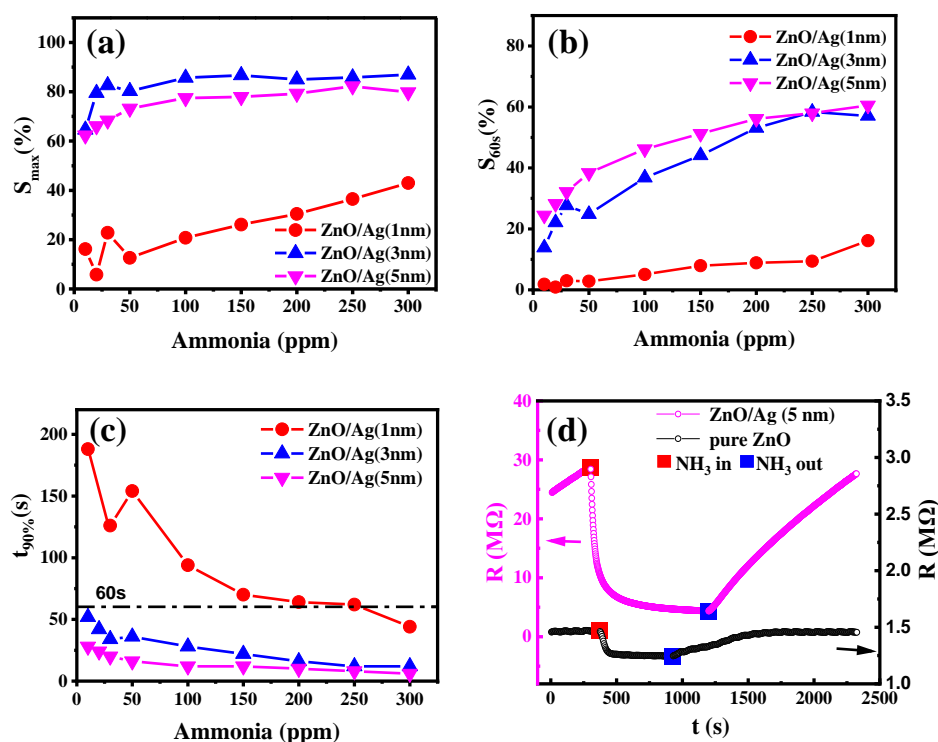 (a)
S_max(%)
100
80
60
40
20
0
ZnO/Ag(1nm)
ZnO/Ag(3nm)
ZnO/Ag(5nm)
0 50 100 150 200 250 300
Ammonia (ppm)
(b)
S_60s(%)
80
60
40
20
0
ZnO/Ag(1nm)
ZnO/Ag(3nm)
ZnO/Ag(5nm)
0 50 100 150 200 250 300
Ammonia (ppm)
(c)
t_90%(s)
200
150
100
50
0
ZnO/Ag(1nm)
ZnO/Ag(3nm)
ZnO/Ag(5nm)
60s
0 50 100 150 200 250 300
Ammonia (ppm)
(d)
R (MΩ)
40
30
20
10
0
ZnO/Ag (5 nm)
pure ZnO
NH₃ in NH₃ out
3.5
3.0
2.5
2.0
1.5
1.0
R (MΩ)
0 500 1000 1500 2000 2500
t (s)